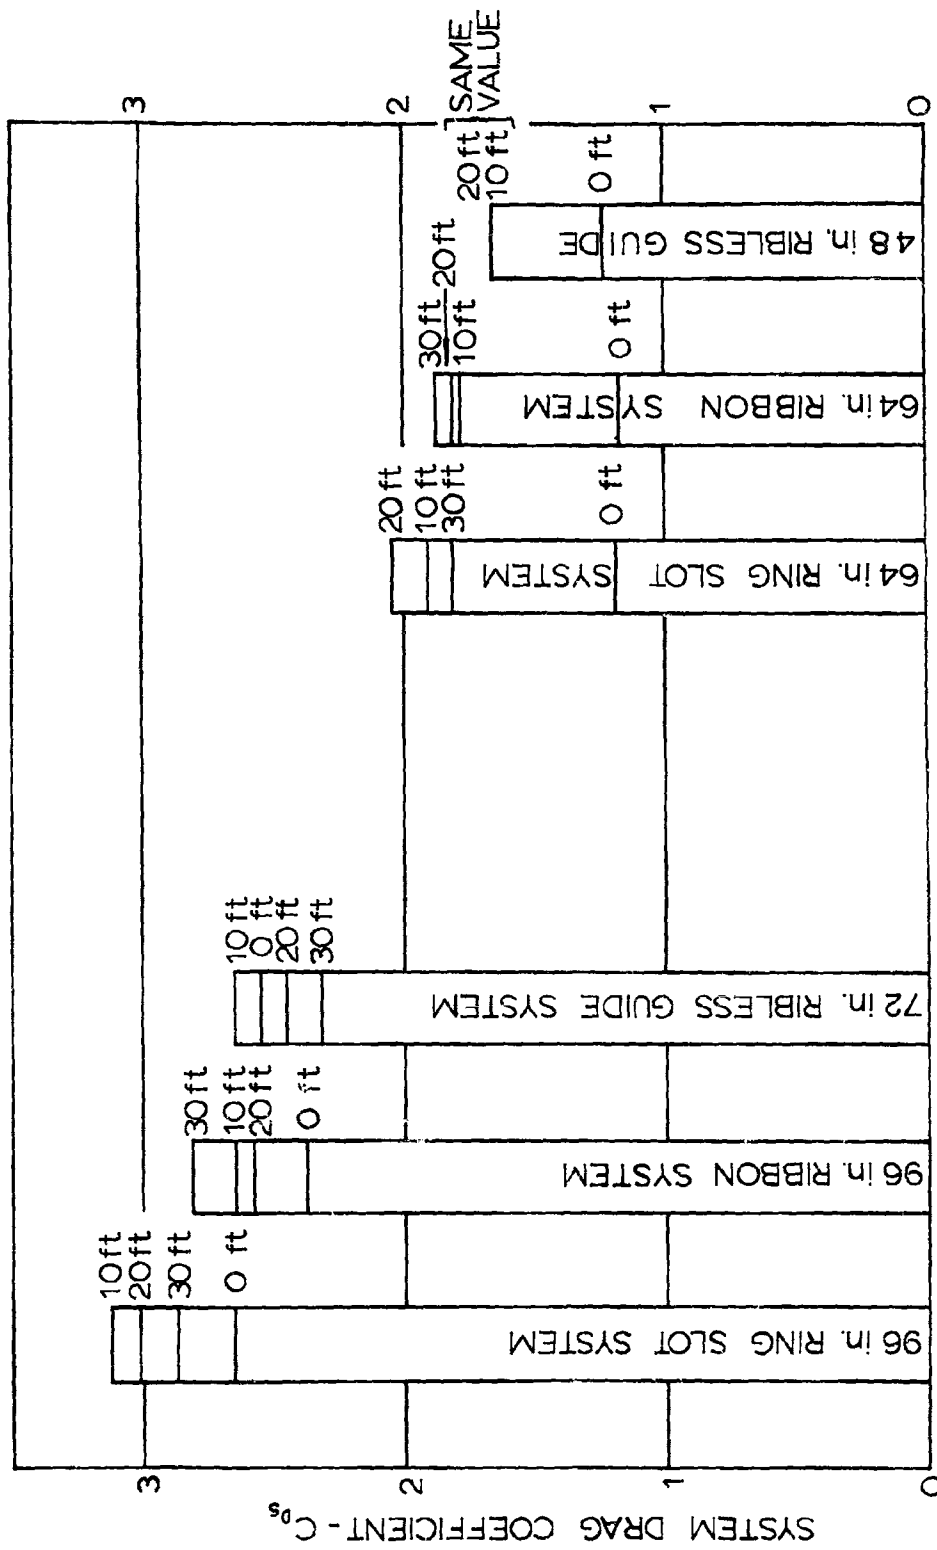 SYSTEM DRAG COEFFICIENT - C_DS
3
2
1
0
10 ft
20 ft
30 ft
0 ft
96 in. RING SLOT SYSTEM
30 ft
10 ft
20 ft
0 ft
96 in. RIBBON SYSTEM
10 ft
0 ft
20 ft
30 ft
72 in. RIBLESS GUIDE SYSTEM
20 ft
10 ft
30 ft
0 ft
64 in. RING SLOT SYSTEM
30 ft
20 ft
10 ft
0 ft
64 in. RIBBON SYSTEM
20 ft
10 ft
SAME
VALUE
0 ft
48 in. RIBLESS GUIDE
3
2
1
0